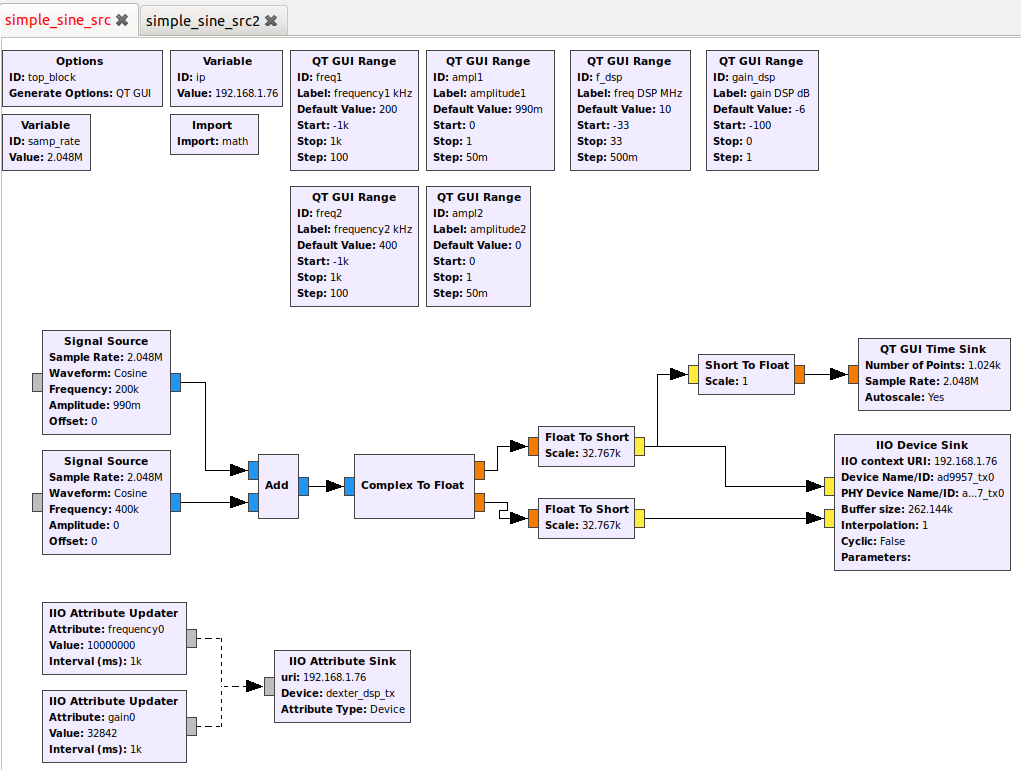 simple_sine_src
simple_sine_src2
Options
ID: top_block
Generate Options: QT GUI
Variable
ID: ip
Value: 192.168.1.76
QT GUI Range
ID: freq1
Label: frequency1 kHz
Default Value: 200
Start: -1k
Stop: 1k
Step: 100
QT GUI Range
ID: ampl1
Label: amplitude1
Default Value: 990m
Start: 0
Stop: 1
Step: 50m
QT GUI Range
ID: f_dsp
Label: freq DSP MHz
Default Value: 10
Start: -33
Stop: 33
Step: 500m
QT GUI Range
ID: gain_dsp
Label: gain DSP dB
Default Value: -6
Start: -100
Stop: 0
Step: 1
Variable
ID: samp_rate
Value: 2.048M
Import
Import: math
QT GUI Range
ID: freq2
Label: frequency2 kHz
Default Value: 400
Start: -1k
Stop: 1k
Step: 100
QT GUI Range
ID: ampl2
Label: amplitude2
Default Value: 0
Start: 0
Stop: 1
Step: 50m
Signal Source
Sample Rate: 2.048M
Waveform: Cosine
Frequency: 200k
Amplitude: 990m
Offset: 0
Signal Source
Sample Rate: 2.048M
Waveform: Cosine
Frequency: 400k
Amplitude: 0
Offset: 0
Add
Complex To Float
Float To Short
Scale: 32.767k
Float To Short
Scale: 32.767k
Short To Float
Scale: 1
QT GUI Time Sink
Number of Points: 1.024k
Sample Rate: 2.048M
Autoscale: Yes
IIO Device Sink
IIO context URI: 192.168.1.76
Device Name/ID: ad9957_tx0
PHY Device Name/ID: a...7_tx0
Buffer size: 262.144k
Interpolation: 1
Cyclic: False
Parameters:
IIO Attribute Updater
Attribute: frequency0
Value: 10000000
Interval (ms): 1k
IIO Attribute Updater
Attribute: gain0
Value: 32842
Interval (ms): 1k
IIO Attribute Sink
uri: 192.168.1.76
Device: dexter_dsp_tx
Attribute Type: Device